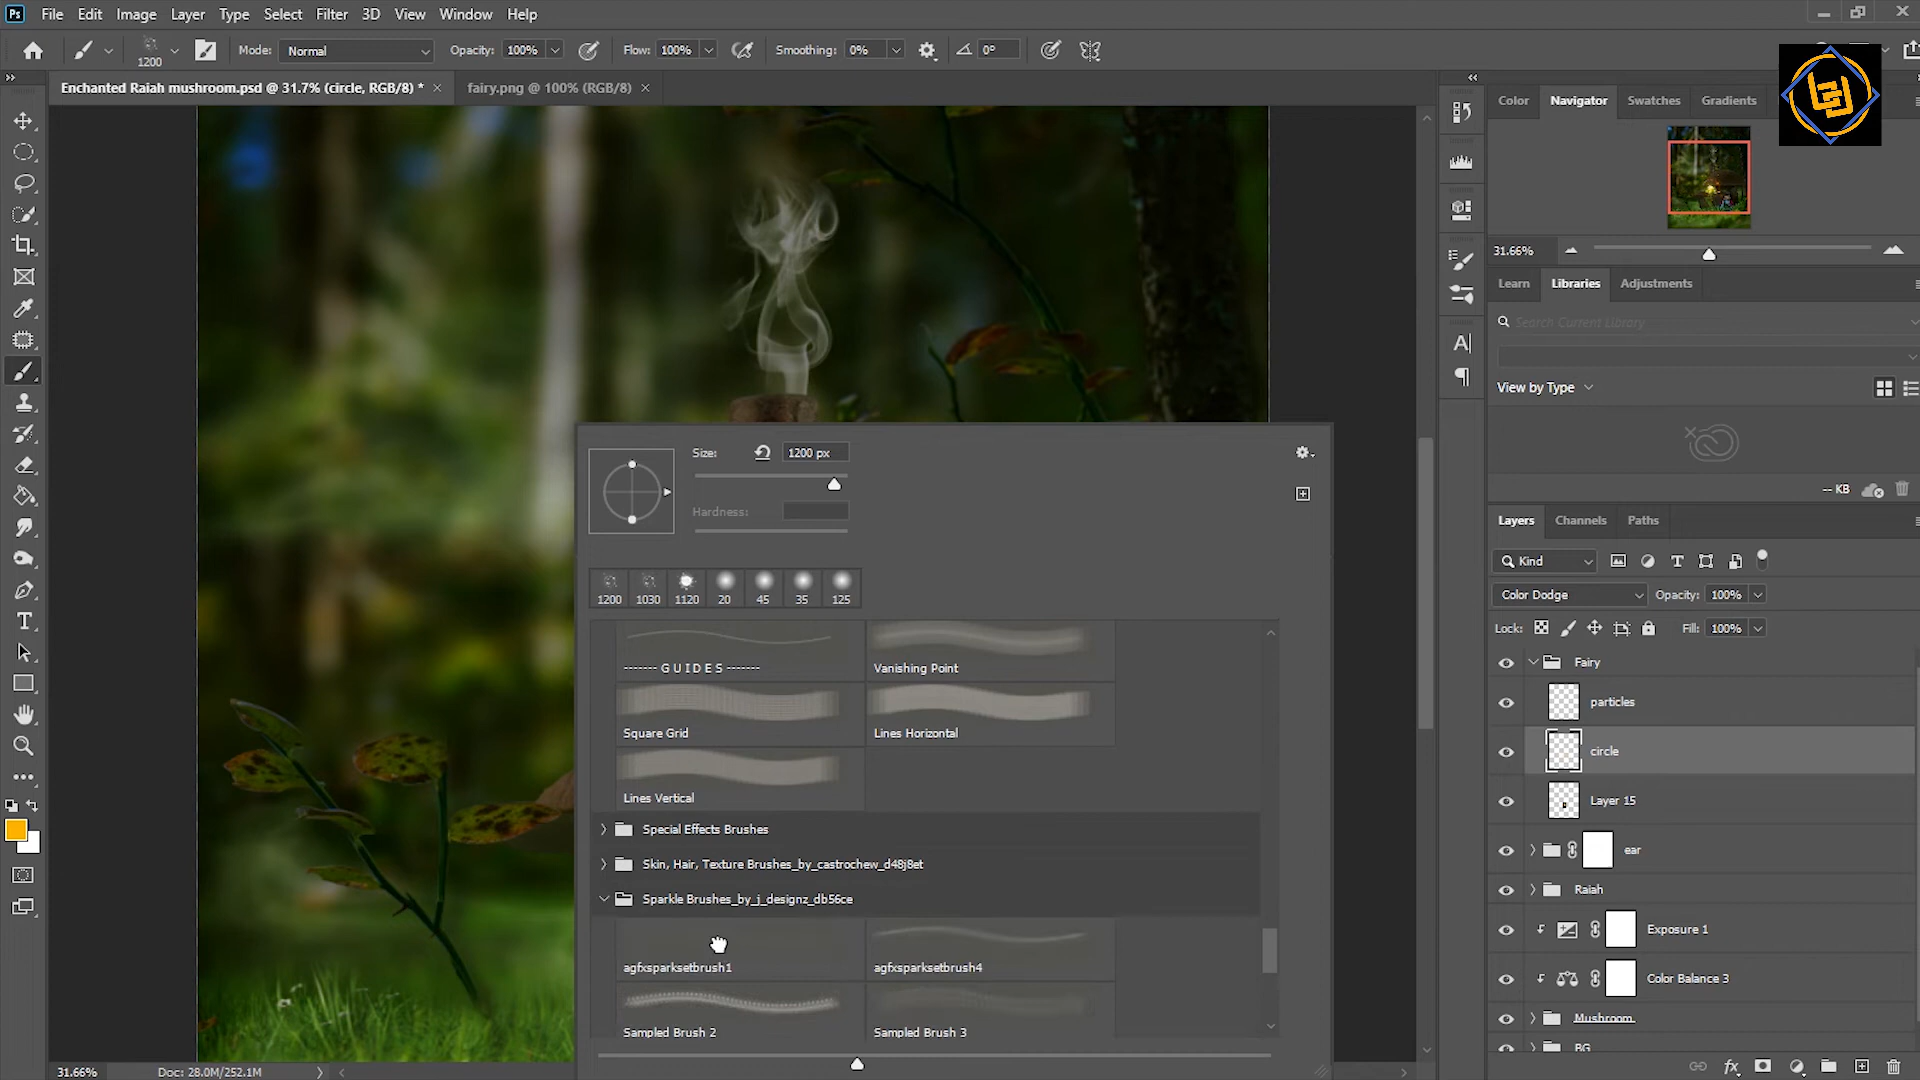 Ps File Edit Image Layer Type Select Filter 3D View Window Help
1200 Mode: Normal Opacity: 100% Flow: 100% Smoothing: 0% 0°
Enchanted Raiah mushroom.psd @ 31.7% (circle, RGB/8) * fairy.png @ 100% (RGB/8)
Color Navigator Swatches Gradients
31.66%
Learn Libraries Adjustments
Search Current Library
View by Type
-- KB
Layers Channels Paths
Kind
Color Dodge Opacity: 100%
Lock: Fill: 100%
Fairy
particles
circle
Layer 15
ear
Raiah
Exposure 1
Color Balance 3
Mushroom
BG
Size: 1200 px
Hardness:
1200 1030 1120 20 45 35 125
------- G U I D E S ------- Vanishing Point
Square Grid Lines Horizontal
Lines Vertical
Special Effects Brushes
Skin, Hair, Texture Brushes_by_castrochew_d48j8et
Sparkle Brushes_by_j_designz_db56ce
agfxsparksetbrush1 agfxsparksetbrush4
Sampled Brush 2 Sampled Brush 3
31.66% Doc: 28.0M/252.1M